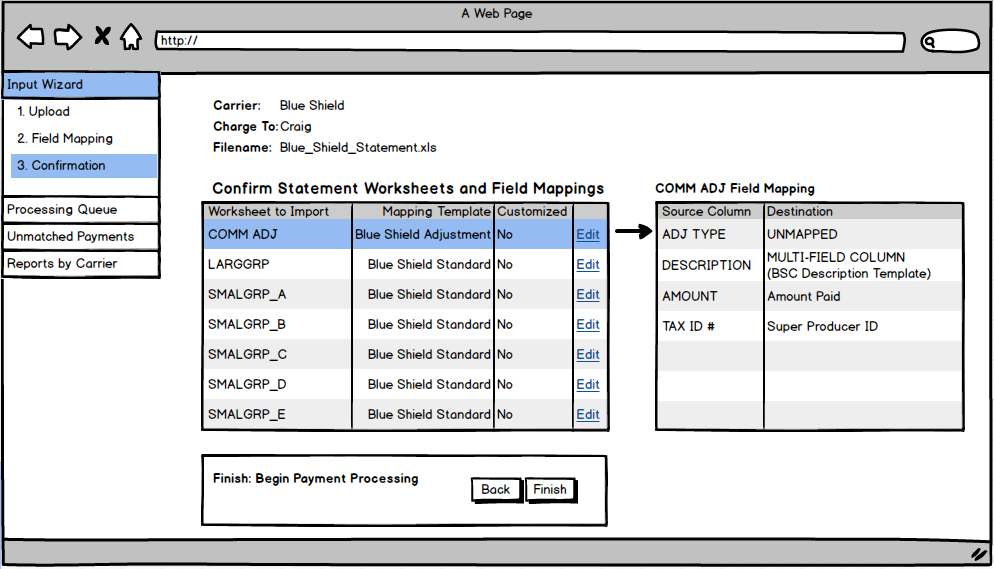 A Web Page
http://
Input Wizard
1. Upload
2. Field Mapping
3. Confirmation
Processing Queue
Unmatched Payments
Reports by Carrier
Carrier: Blue Shield
Charge To: Craig
Filename: Blue_Shield_Statement.xls
Confirm Statement Worksheets and Field Mappings
Worksheet to Import Mapping Template Customized
COMM ADJ Blue Shield Adjustment No Edit
LARGGRP Blue Shield Standard No Edit
SMALGRP_A Blue Shield Standard No Edit
SMALGRP_B Blue Shield Standard No Edit
SMALGRP_C Blue Shield Standard No Edit
SMALGRP_D Blue Shield Standard No Edit
SMALGRP_E Blue Shield Standard No Edit
COMM ADJ Field Mapping
Source Column Destination
ADJ TYPE UNMAPPED
DESCRIPTION MULTI-FIELD COLUMN
(BSC Description Template)
AMOUNT Amount Paid
TAX ID # Super Producer ID
Finish: Begin Payment Processing
Back Finish